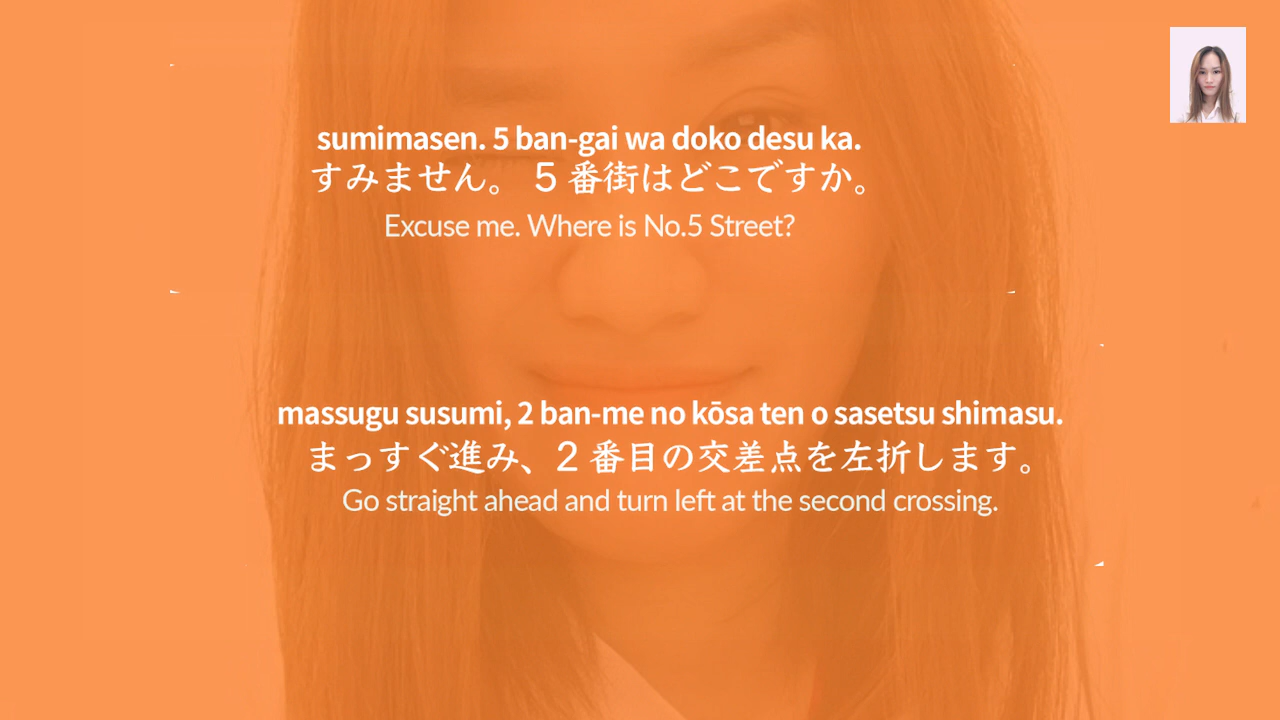 sumimasen. 5 ban-gai wa doko desu ka.
すみません。 5 番街はどこですか。
Excuse me. Where is No.5 Street?
massugu susumi, 2 ban-me no kōsa ten o sasetsu shimasu.
まっすぐ進み、2 番目の交差点を左折します。
Go straight ahead and turn left at the second crossing.